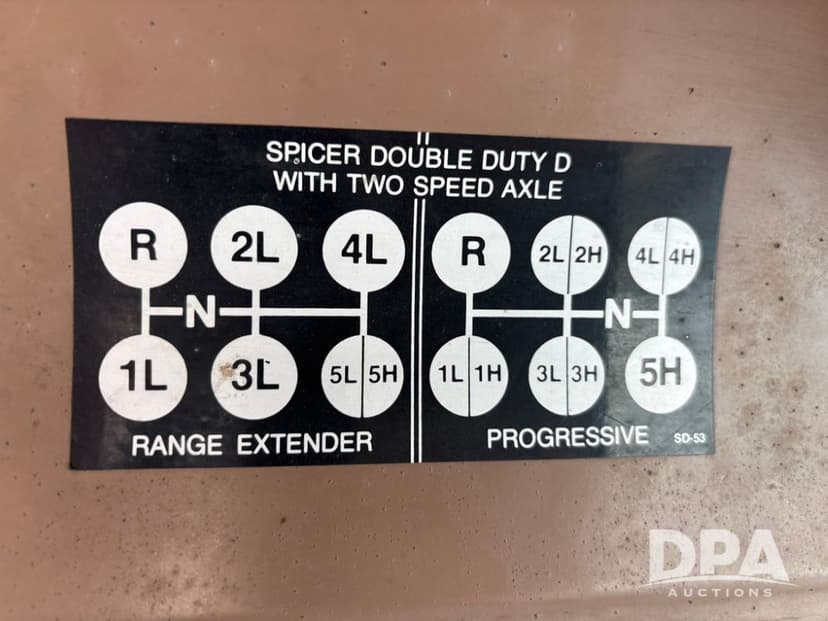 SPICER DOUBLE DUTY D
WITH TWO SPEED AXLE
R 2L 4L
N
1L 3L 5L 5H
RANGE EXTENDER
R 2L 2H 4L 4H
N
1L 1H 3L 3H 5H
PROGRESSIVE
SD-53
DPA
AUCTIONS